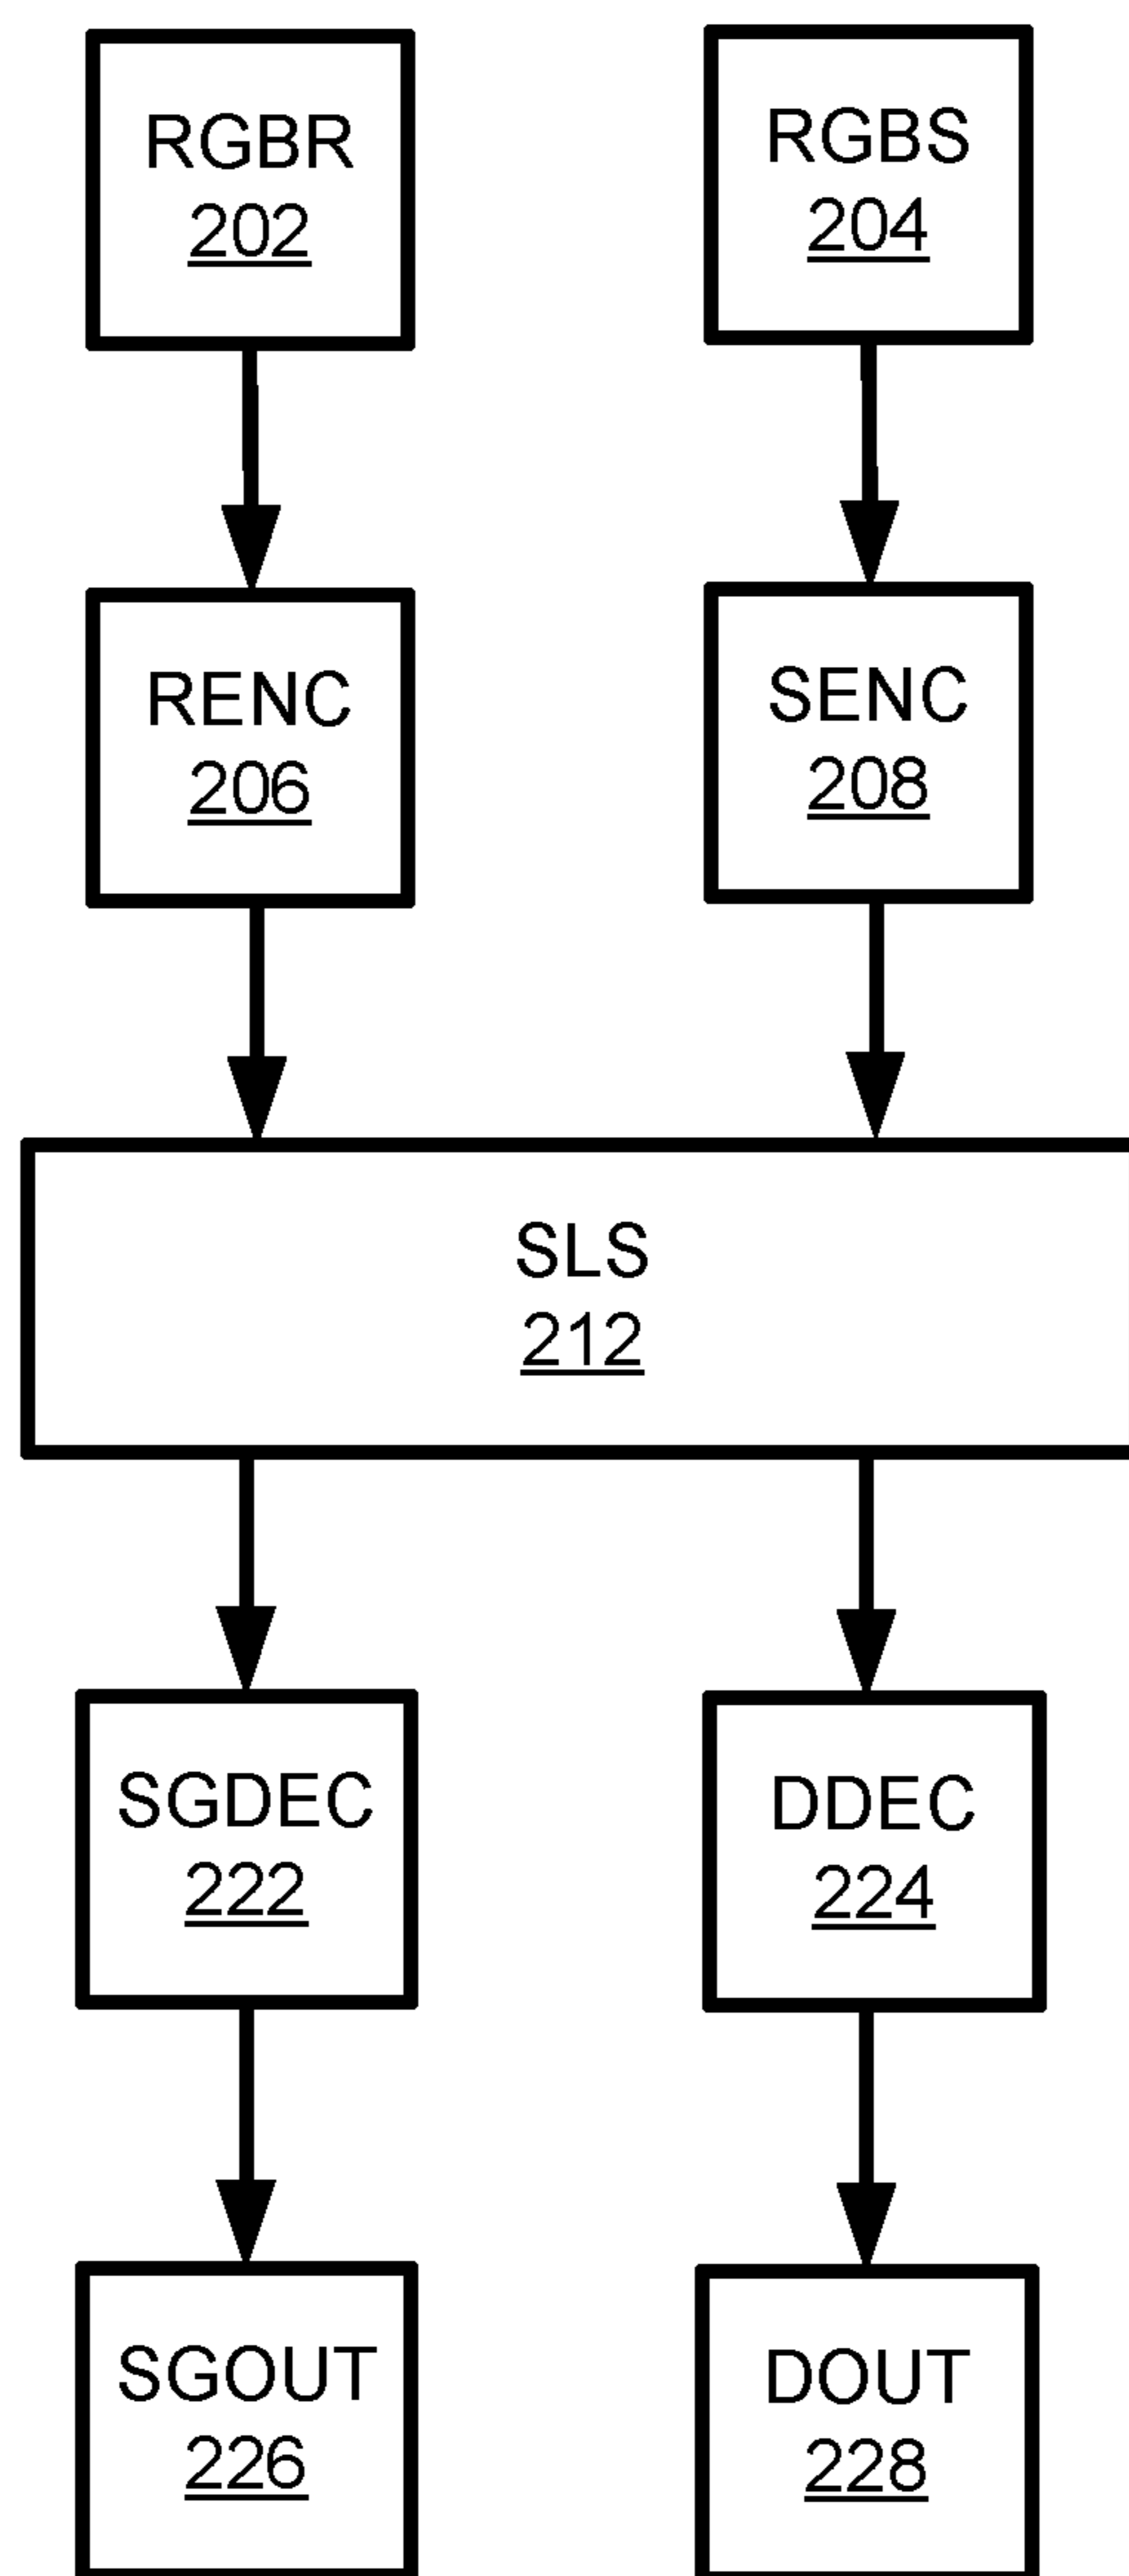 RGBR
202
RGBS
204
RENC
206
SENC
208
SLS
212
SGDEC
222
DDEC
224
SGOUT
226
DOUT
228